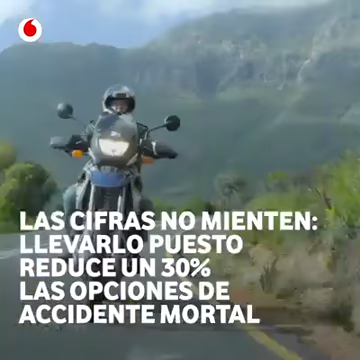 LAS CIFRAS NO MIENTEN:
LLEVARLO PUESTO
REDUCE UN 30%
LAS OPCIONES DE
ACCIDENTE MORTAL